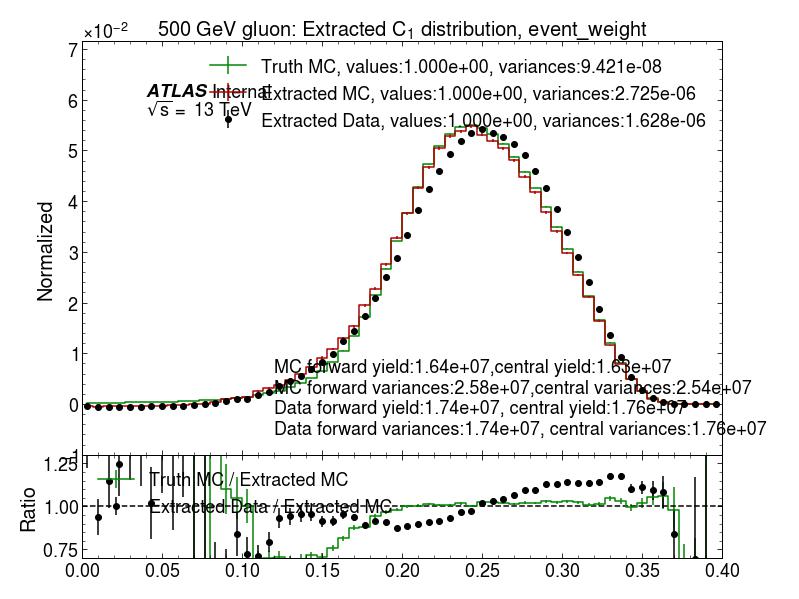 ×10⁻² 500 GeV gluon: Extracted C₁ distribution, event_weight
Truth MC, values:1.000e+00, variances:9.421e-08
ATLAS Internal
Extracted MC, values:1.000e+00, variances:2.725e-06
√s = 13 TeV
Extracted Data, values:1.000e+00, variances:1.628e-06
7
6
5
4
3
2
1
0
Normalized
MC forward yield:1.64e+07,central yield:1.63e+07
MC forward variances:2.58e+07,central variances:2.54e+07
Data forward yield:1.74e+07, central yield:1.76e+07
Data forward variances:1.74e+07, central variances:1.76e+07
1.25
1.00
0.75
Ratio
Truth MC / Extracted MC
Extracted Data / Extracted MC
0.00 0.05 0.10 0.15 0.20 0.25 0.30 0.35 0.40